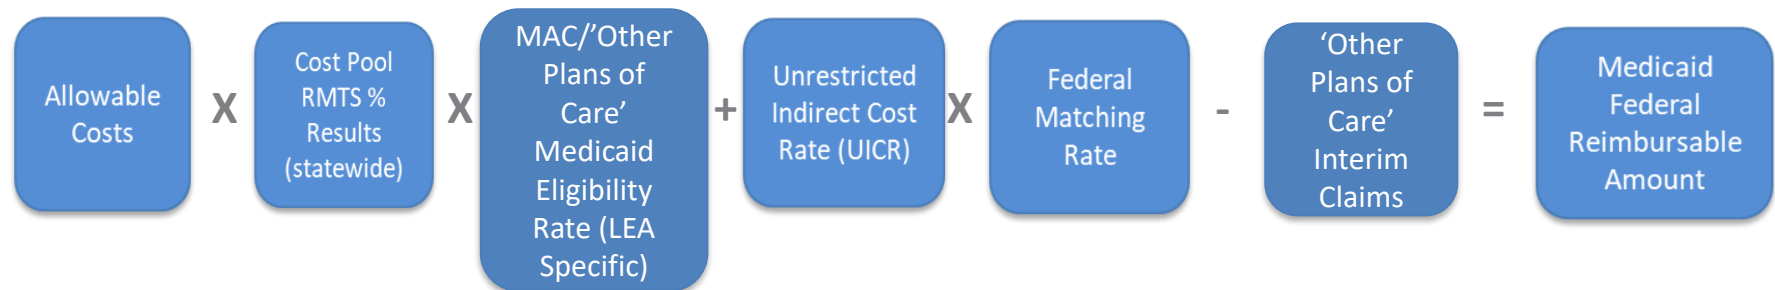 Allowable
Costs
X
Cost Pool
RMTS %
Results
(statewide)
X
MAC/’Other
Plans of
Care’
Medicaid
Eligibility
Rate (LEA
Specific)
+
Unrestricted
Indirect Cost
Rate (UICR)
X
Federal
Matching
Rate
-
‘Other
Plans of
Care’
Interim
Claims
=
Medicaid
Federal
Reimbursable
Amount